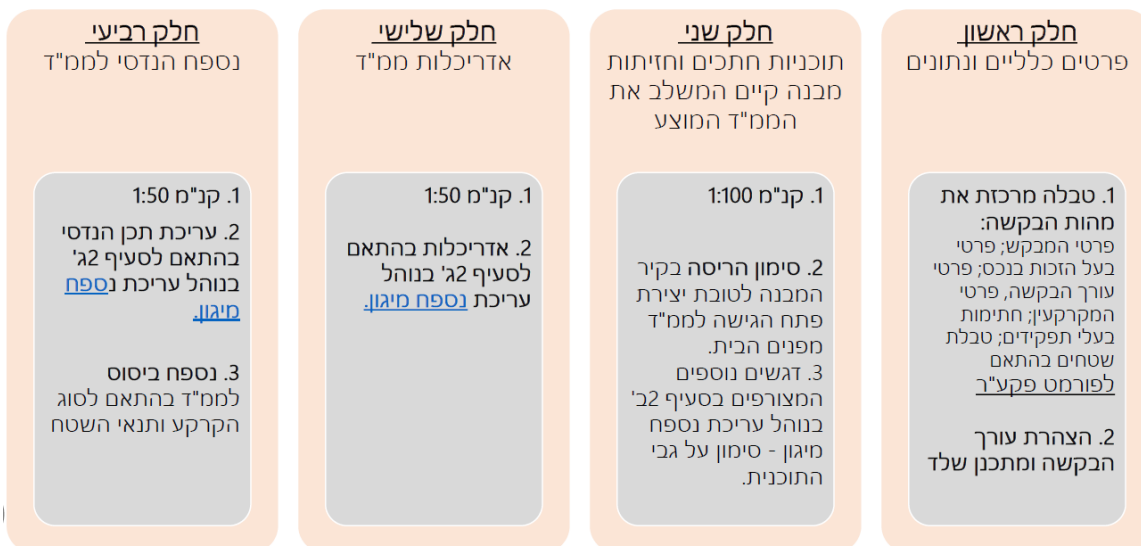 חלק ראשון
פרטים כלליים ונתונים
1. טבלה מרכזת את
מהות הבקשה:
פרטי המבקש; פרטי
בעל הזכות בנכס; פרטי
עורך הבקשה, פרטי
המקרקעין; חתימות
בעלי תפקידים; טבלת
שטחים בהתאם
לפורמט פקע"ר
2. הצהרת עורך
הבקשה ומתכנן שלד
חלק שני
תוכניות חתכים וחזיתות
מבנה קיים המשלב את
הממ"ד המוצע
1. קנ"מ 1:100
2. סימון הריסה בקיר
המבנה לטובת יצירת
פתח הגישה לממ"ד
מפנים הבית.
3. דגשים נוספים
המצורפים בסעיף 2ב'
בנוהל עריכת נספח
מיגון - סימון על גבי
התוכנית.
חלק שלישי
אדריכלות ממ"ד
1. קנ"מ 1:50
2. אדריכלות בהתאם
לסעיף 2ג' בנוהל
עריכת נספח מיגון.
חלק רביעי
נספח הנדסי לממ"ד
1. קנ"מ 1:50
2. עריכת תכן הנדסי
בהתאם לסעיף 2ג'
בנוהל עריכת נספח
מיגון.
3. נספח ביסוס
לממ"ד בהתאם לסוג
הקרקע ותנאי השטח